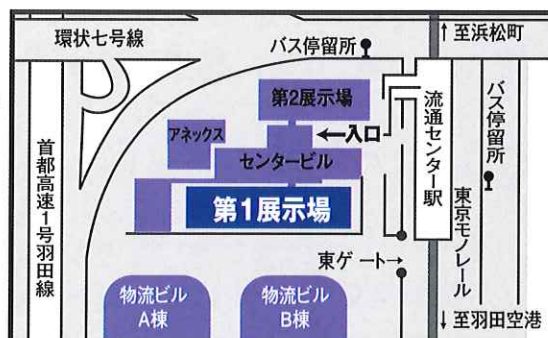 環状七号線
バス停留所
↑至浜松町
第2展示場
アネックス
←入口
センタービル
流通センター駅
バス停留所
首都高速1号羽田線
第1展示場
東京モノレール
東ゲート→
物流ビル
A棟
物流ビル
B棟
↓至羽田空港